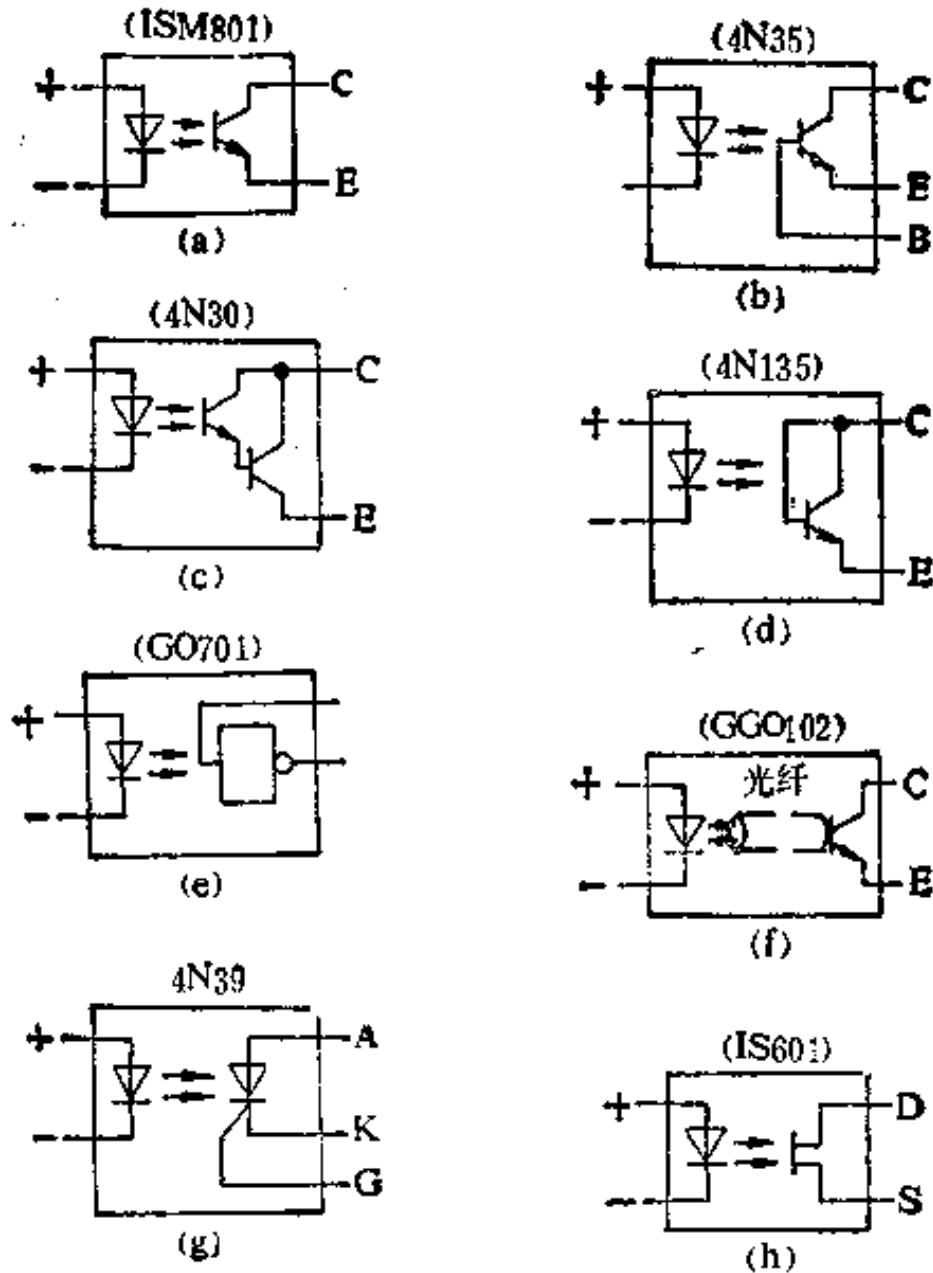 (ISM801)
+ C
− E
(a)
(4N35)
+ C
− E
B
(b)
(4N30)
+ C
− E
(c)
(4N135)
+ C
− E
(d)
(GO701)
+
−
(e)
(GGO102)
光纤
+ C
− E
(f)
4N39
+ A
− K
G
(g)
(IS601)
+ D
− S
(h)